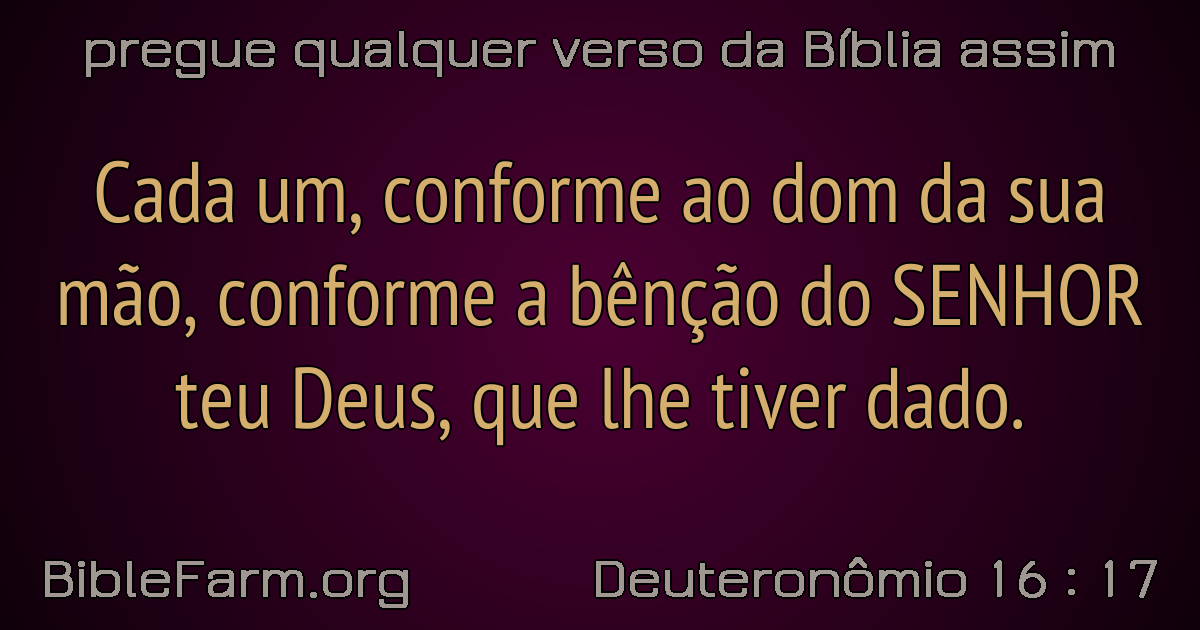 pregue qualquer verso da Bíblia assim
Cada um, conforme ao dom da sua
mão, conforme a bênção do SENHOR
teu Deus, que lhe tiver dado.
BibleFarm.org
Deuteronômio 16 : 17